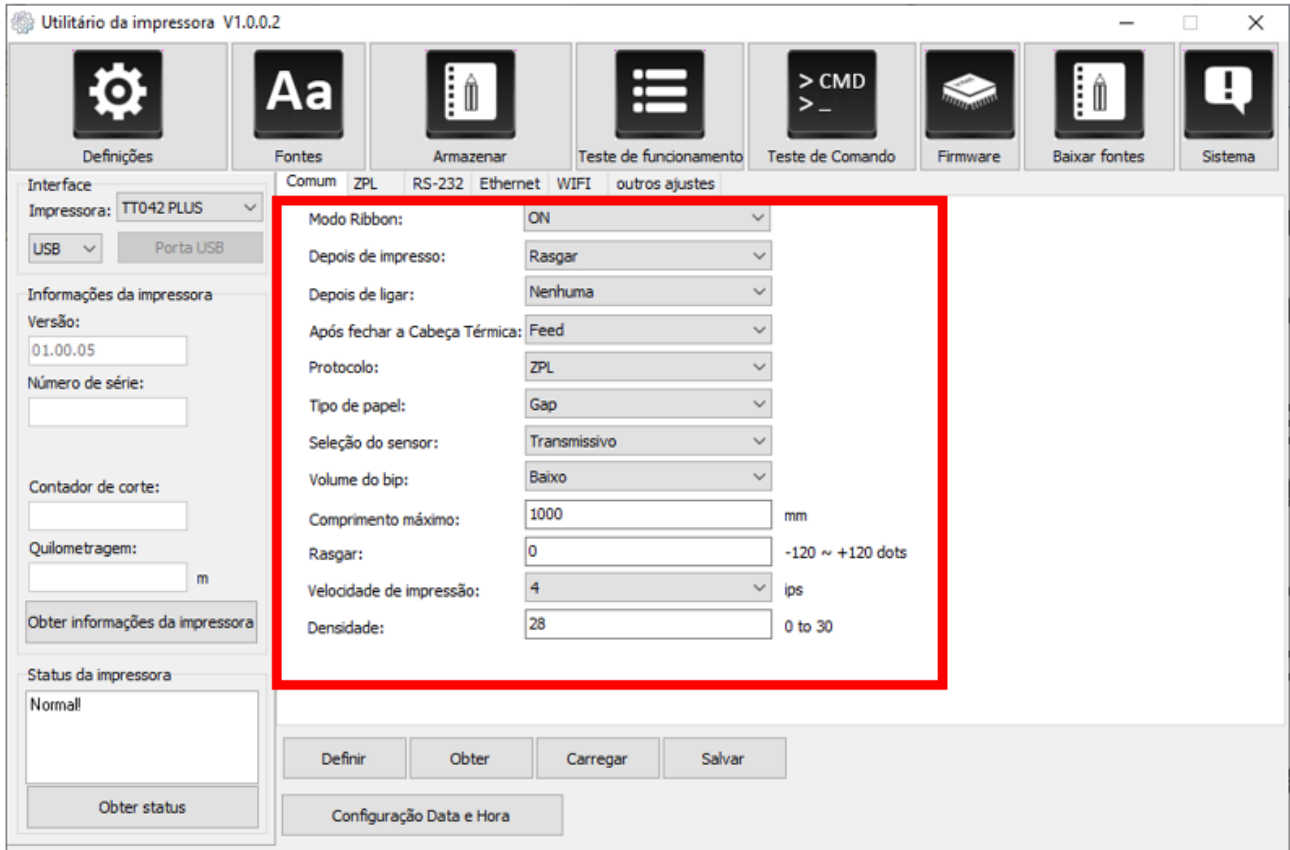 Utilitário da impressora V1.0.0.2
Aa
> CMD
> _
Definições Fontes Armazenar Teste de funcionamento Teste de Comando Firmware Baixar fontes Sistema
Interface
Impressora: TT042 PLUS
USB Porta USB
Informações da impressora
Versão:
01.00.05
Número de série:
Contador de corte:
Quilometragem:
m
Obter informações da impressora
Status da impressora
Normal!
Obter status
Comum ZPL RS-232 Ethernet WIFI outros ajustes
Modo Ribbon: ON
Depois de impresso: Rasgar
Depois de ligar: Nenhuma
Após fechar a Cabeça Térmica: Feed
Protocolo: ZPL
Tipo de papel: Gap
Seleção do sensor: Transmissivo
Volume do bip: Baixo
Comprimento máximo: 1000 mm
Rasgar: 0 -120 ~ +120 dots
Velocidade de impressão: 4 ips
Densidade: 28 0 to 30
Definir Obter Carregar Salvar
Configuração Data e Hora